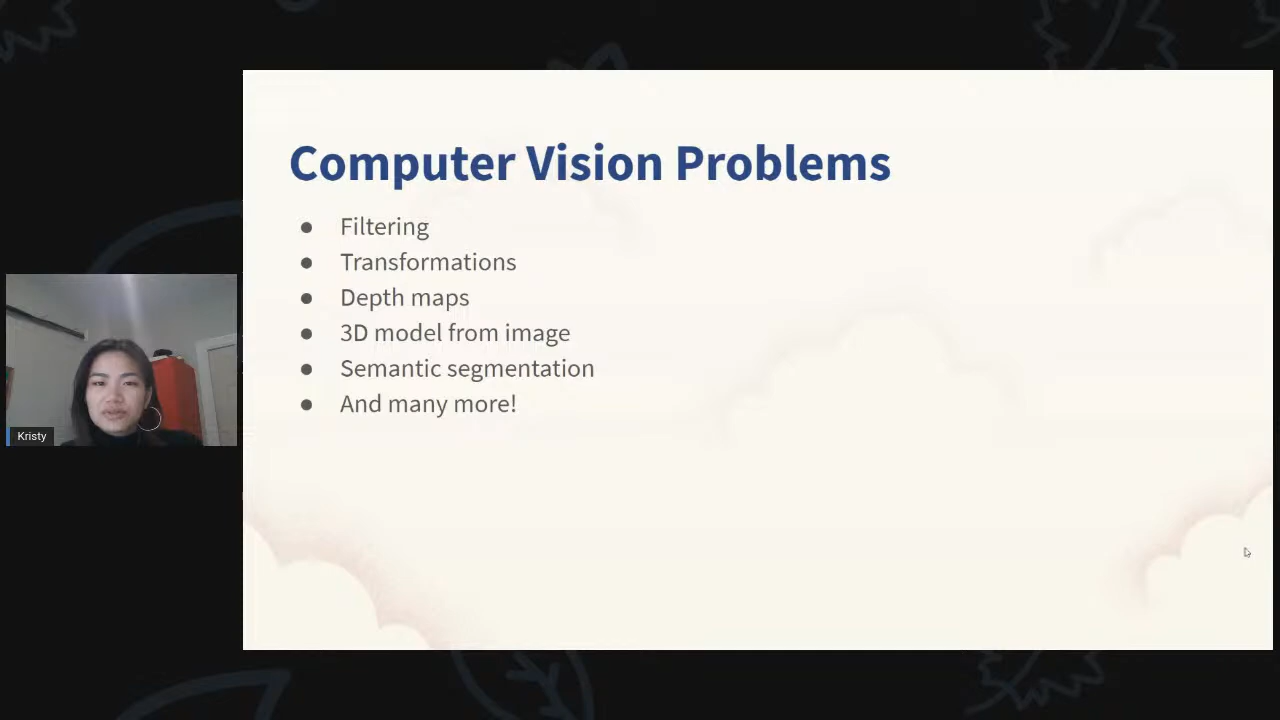 Computer Vision Problems
● Filtering
● Transformations
● Depth maps
● 3D model from image
● Semantic segmentation
● And many more!
Kristy